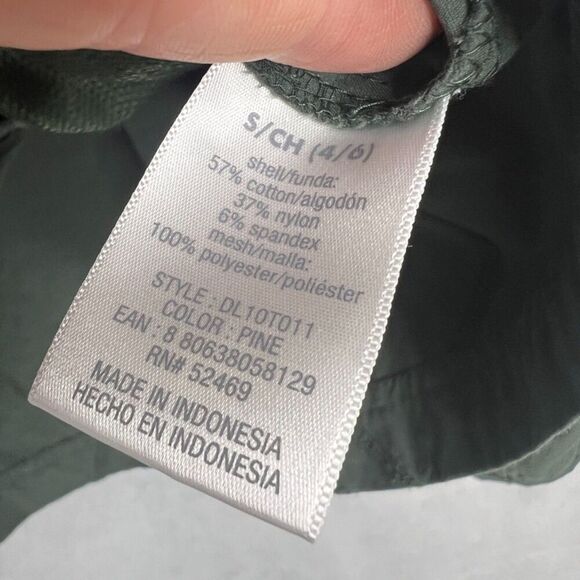 S/CH (4/6)
shell/funda:
57% cotton/algodón
37% nylon
6% spandex
mesh/malla:
100% polyester/poliéster
STYLE : DL10T011
COLOR : PINE
EAN : 8 80638058129
RN# 52469
MADE IN INDONESIA
HECHO EN INDONESIA